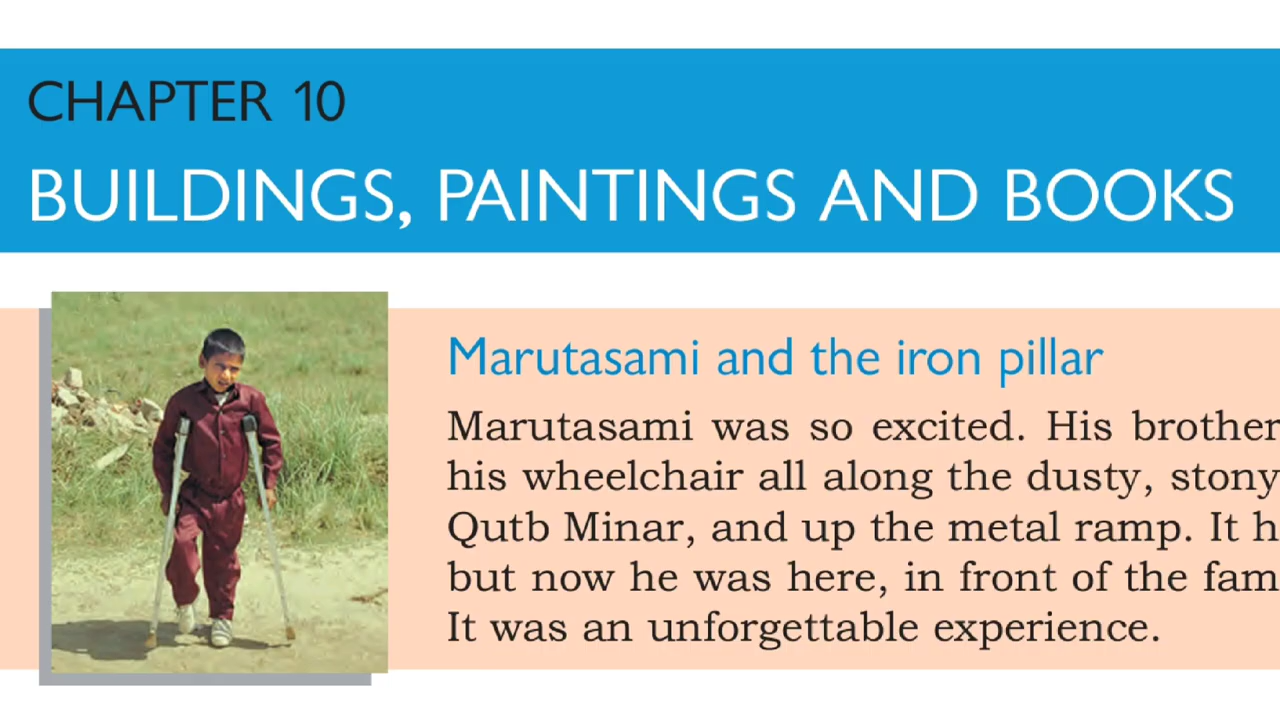 CHAPTER 10
BUILDINGS, PAINTINGS AND BOOKS
Marutasami and the iron pillar
Marutasami was so excited. His brother
his wheelchair all along the dusty, stony
Qutb Minar, and up the metal ramp. It
but now he was here, in front of the
It was an unforgettable experience.